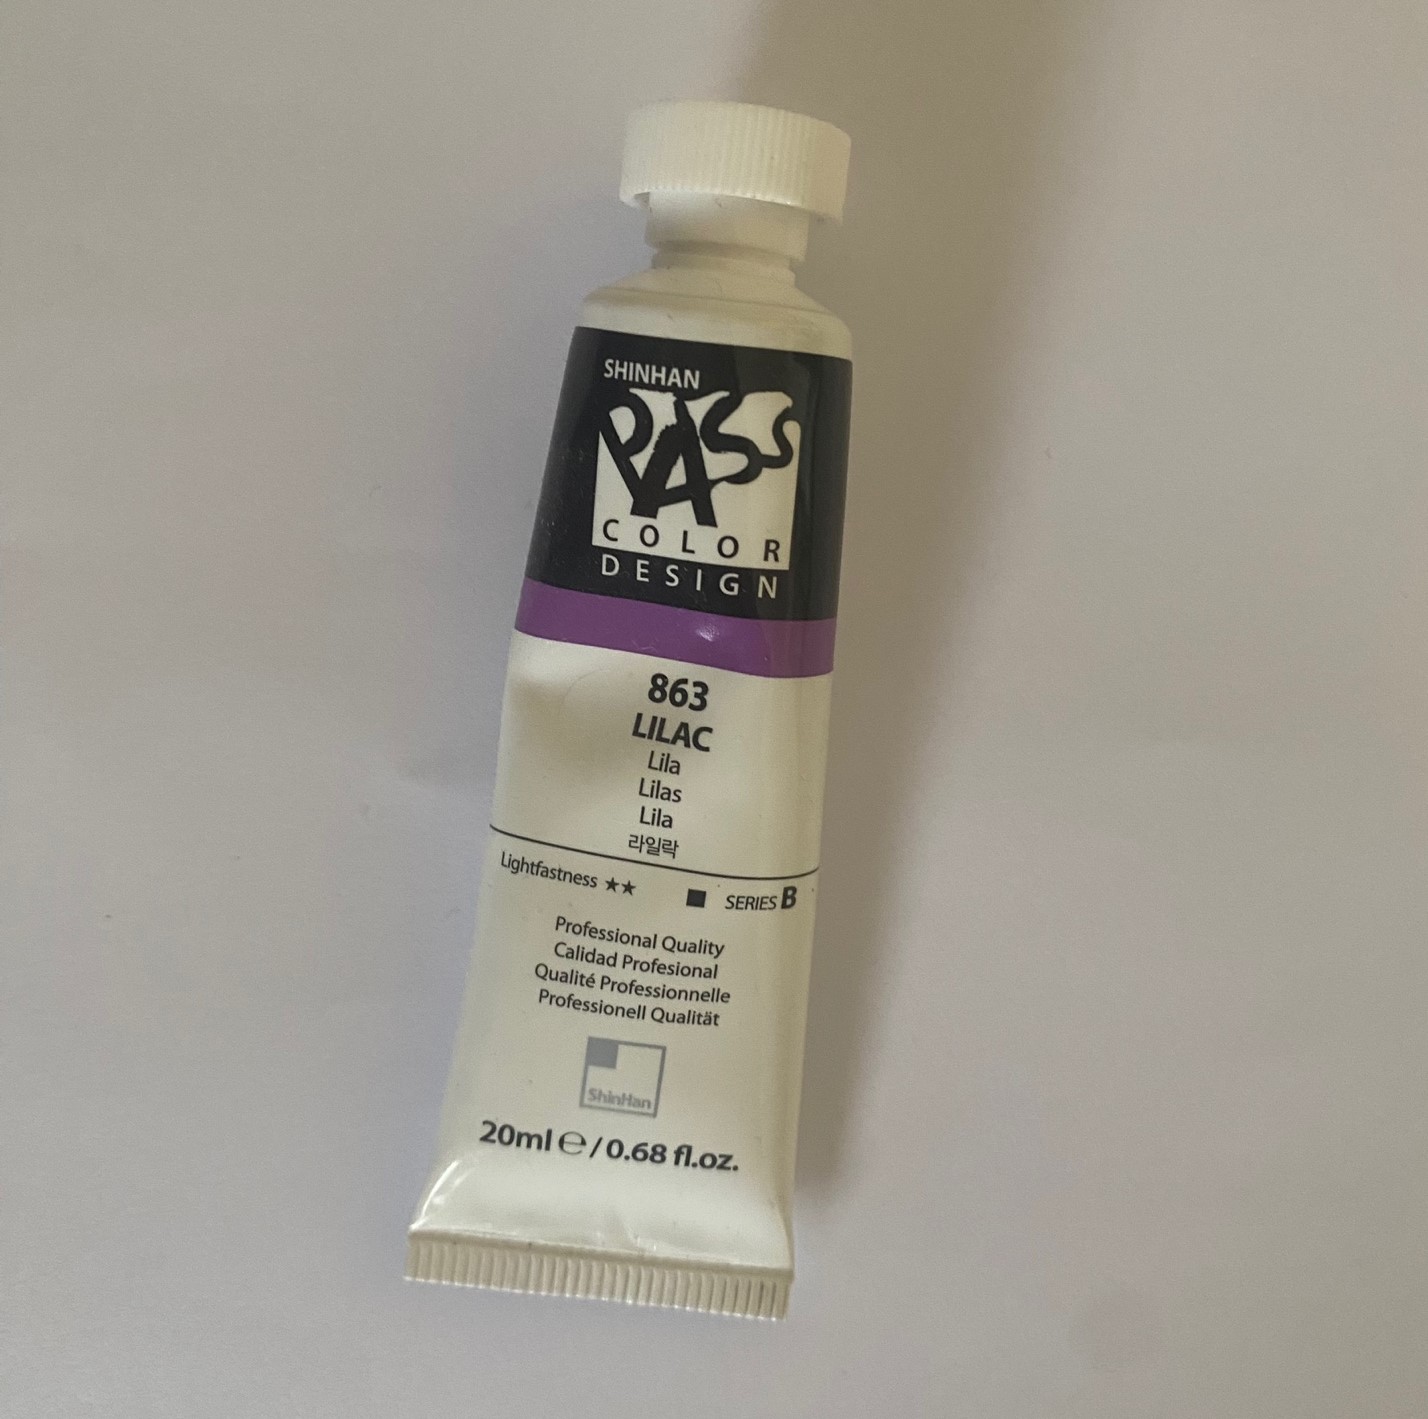 SHINHAN
PASS
COLOR
DESIGN
863
LILAC
Lila
Lilas
Lila
라일락
Lightfastness ★★ ■ SERIES B
Professional Quality
Calidad Profesional
Qualité Professionnelle
Professionell Qualität
ShinHan
20ml ℮ / 0.68 fl.oz.